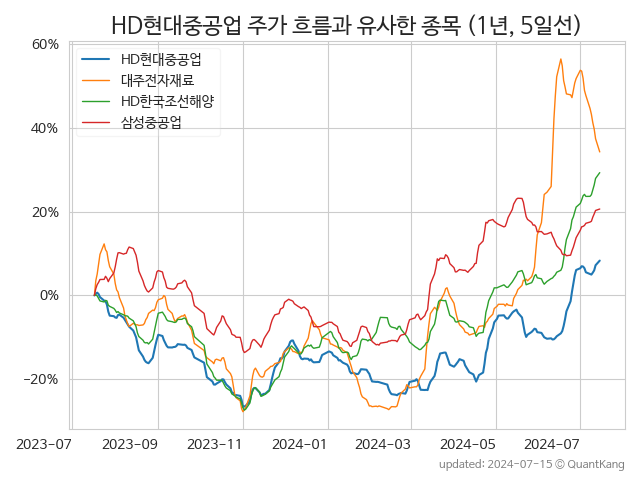 HD현대중공업 주가 흐름과 유사한 종목 (1년, 5일선)
60%
HD현대중공업
대주전자재료
HD한국조선해양
삼성중공업
40%
20%
0%
−20%
2023-07 2023-09 2023-11 2024-01 2024-03 2024-05 2024-07
updated: 2024-07-15 © QuantKang